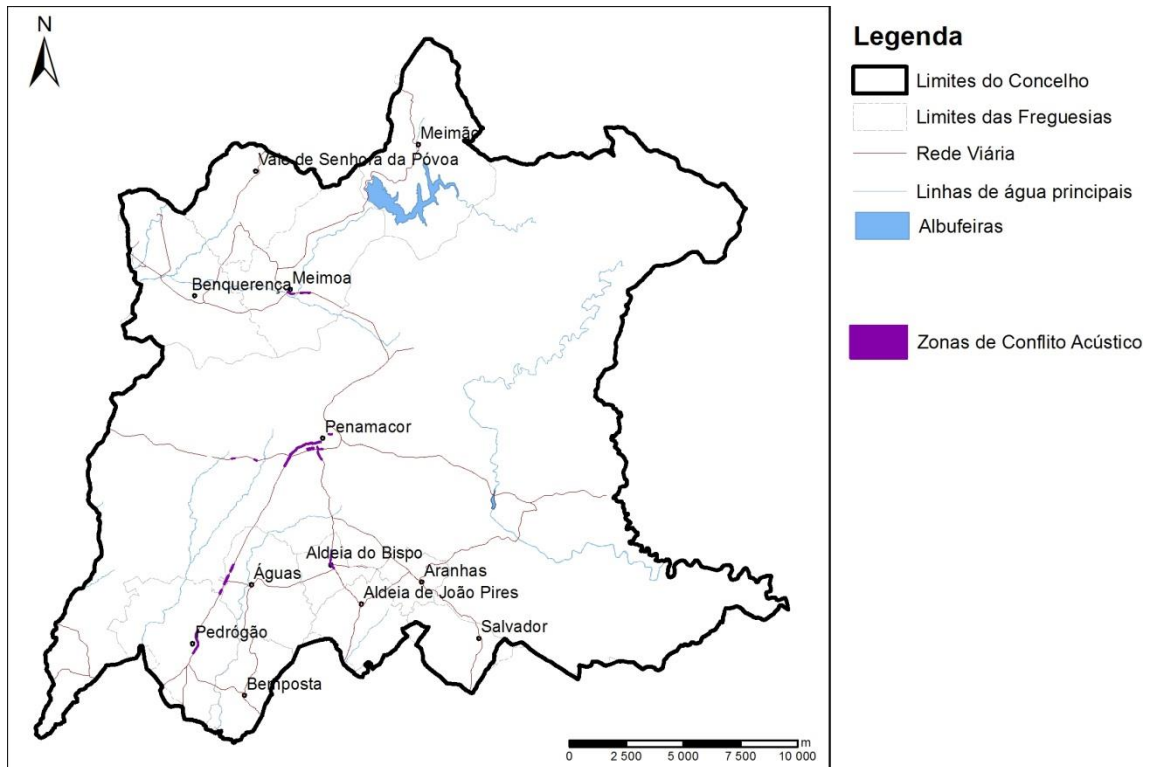 N
Meimão
Vale de Senhora da Póvoa
Benquerença
Meimoa
Penamacor
Aldeia do Bispo
Águas
Aranhas
Aldeia de João Pires
Salvador
Pedrógão
Bemposta
m
0 2 500 5 000 7 500 10 000
Legenda
Limites do Concelho
Limites das Freguesias
Rede Viária
Linhas de água principais
Albufeiras
Zonas de Conflito Acústico